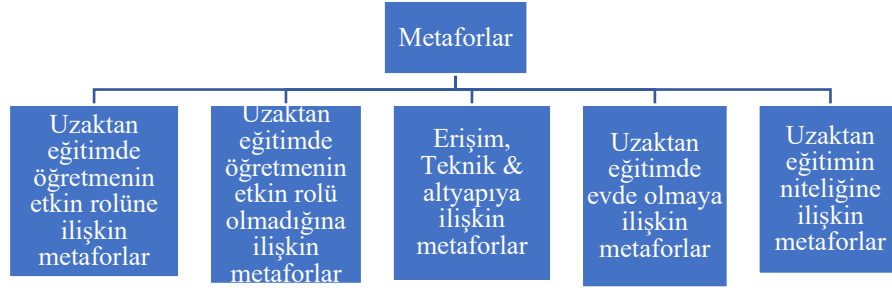 Metaforlar
Uzaktan
eğitimde
öğretmenin
etkin rolüne
ilişkin
metaforlar
Uzaktan
eğitimde
öğretmenin
etkin rolü
olmadığına
ilişkin
metaforlar
Erişim,
Teknik &
altyapıya
ilişkin
metaforlar
Uzaktan
eğitimde
evde olmaya
ilişkin
metaforlar
Uzaktan
eğitimin
niteliğine
ilişkin
metaforlar